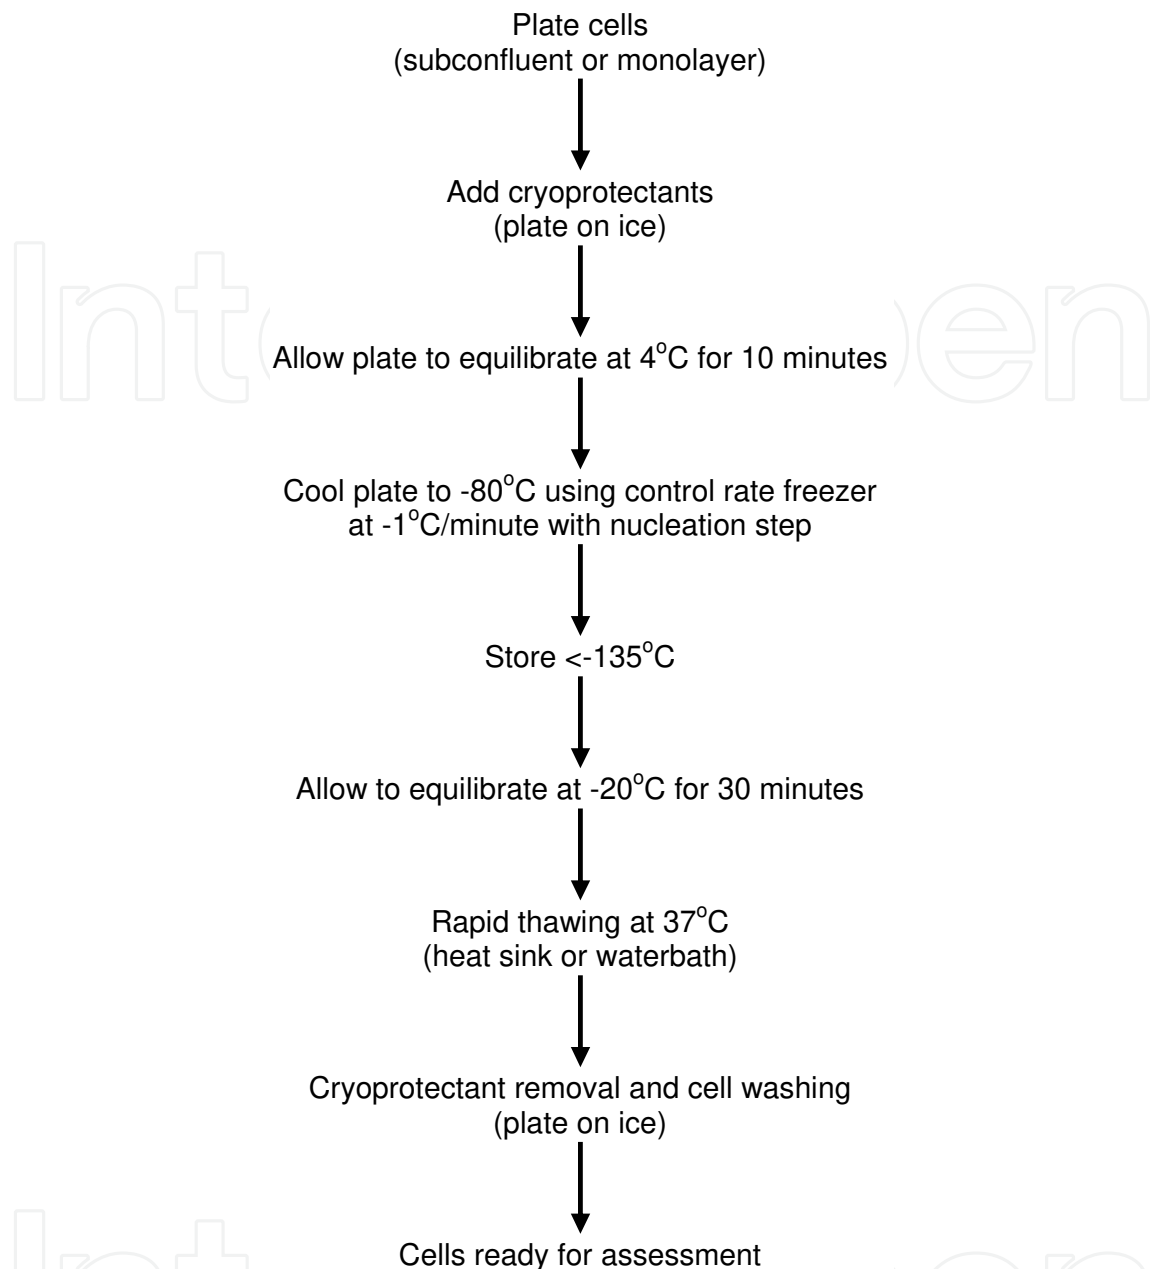 Plate cells
(subconfluent or monolayer)
Add cryoprotectants
(plate on ice)
Allow plate to equilibrate at 4°C for 10 minutes
Cool plate to -80°C using control rate freezer
at -1°C/minute with nucleation step
Store <-135°C
Allow to equilibrate at -20°C for 30 minutes
Rapid thawing at 37°C
(heat sink or waterbath)
Cryoprotectant removal and cell washing
(plate on ice)
Cells ready for assessment